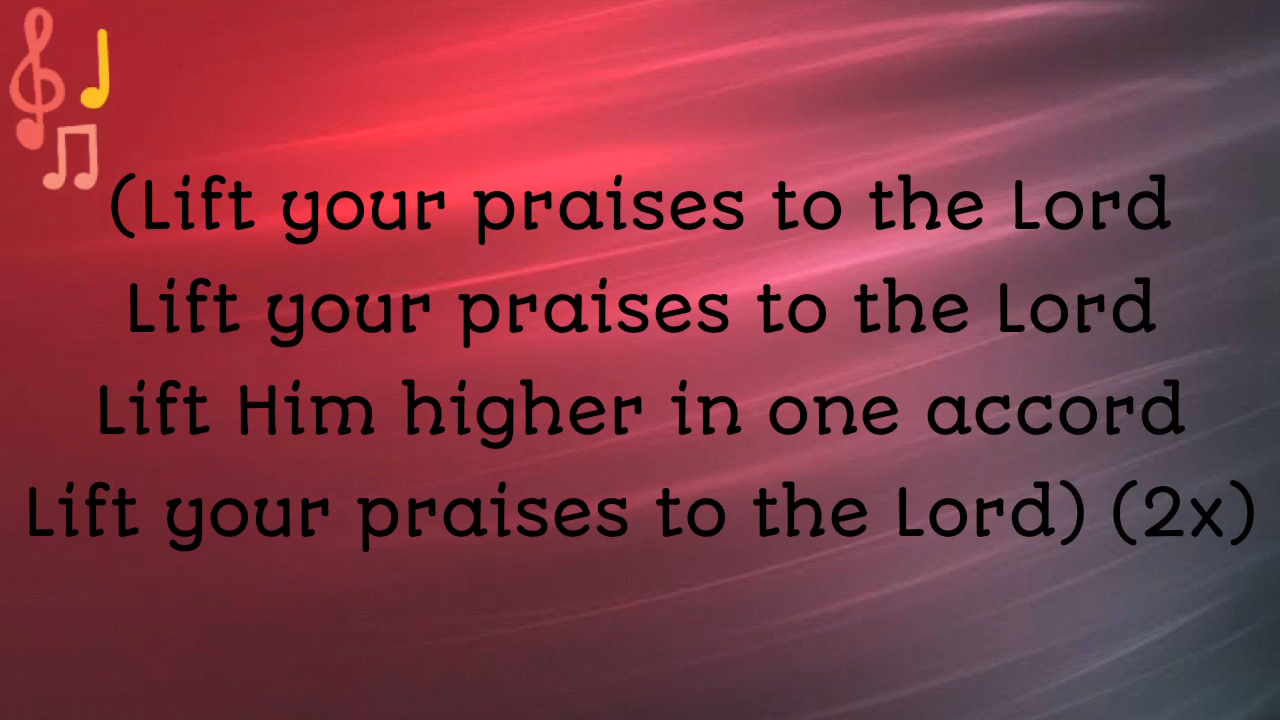 (Lift your praises to the Lord
Lift your praises to the Lord
Lift Him higher in one accord
Lift your praises to the Lord) (2x)